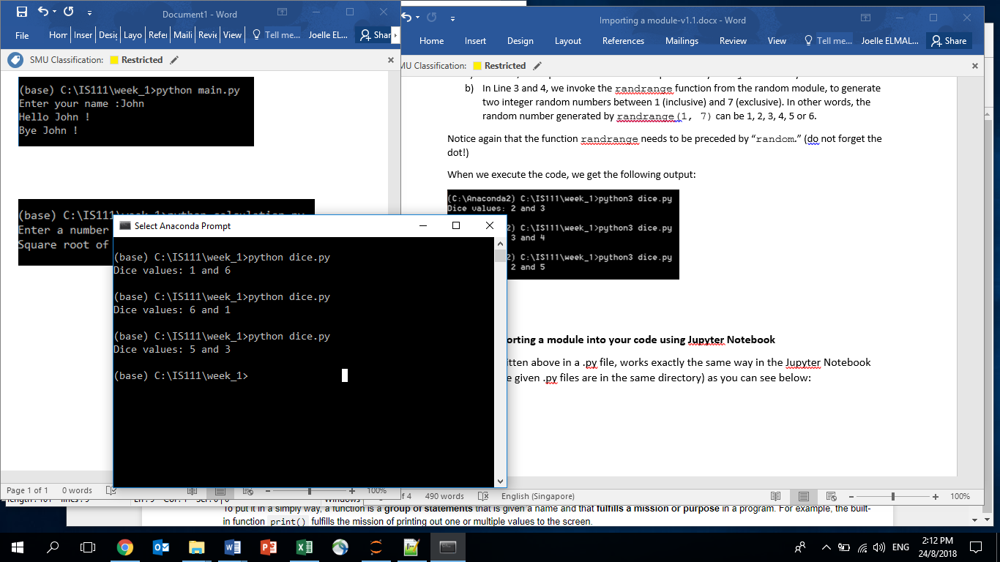 Document1 - Word
File Hom Inser Desig Layo Refer Maili Revie View Tell me... Joelle EL... Shar
SMU Classification: Restricted
(base) C:\IS111\week_1>python main.py
Enter your name :John
Hello John !
Bye John !
(base) C:\IS111\week_1>python calculation.py
Enter a number
Square root of
Page 1 of 1 0 words 100%
Importing a module-v1.1.docx - Word
Home Insert Design Layout References Mailings Review View Tell me... Joelle ELMAL... Share
MU Classification: Restricted
b) In Line 3 and 4, we invoke the randrange function from the random module, to generate
two integer random numbers between 1 (inclusive) and 7 (exclusive). In other words, the
random number generated by randrange(1, 7) can be 1, 2, 3, 4, 5 or 6.
Notice again that the function randrange needs to be preceded by “random.” (do not forget the
dot!)
When we execute the code, we get the following output:
(C:\Anaconda2) C:\IS111\week_1>python3 dice.py
Dice values: 2 and 3
2) C:\IS111\week_1>python3 dice.py
3 and 4
2) C:\IS111\week_1>python3 dice.py
2 and 5
orting a module into your code using Jupyter Notebook
itten above in a .py file, works exactly the same way in the Jupyter Notebook
e given .py files are in the same directory) as you can see below:
of 4 490 words English (Singapore) 100%
Select Anaconda Prompt
(base) C:\IS111\week_1>python dice.py
Dice values: 1 and 6
(base) C:\IS111\week_1>python dice.py
Dice values: 6 and 1
(base) C:\IS111\week_1>python dice.py
Dice values: 5 and 3
(base) C:\IS111\week_1>
To put it in a simply way, a function is a group of statements that is given a name and that fulfills a mission or purpose in a program. For example, the built-
in function print() fulfills the mission of printing out one or multiple values to the screen.
ENG
2:12 PM
24/8/2018